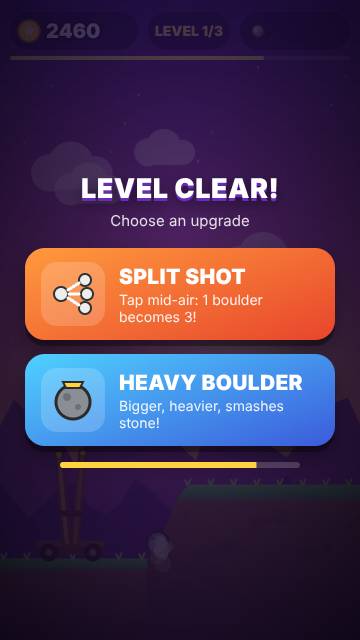 2460
LEVEL 1/3
LEVEL CLEAR!
Choose an upgrade
SPLIT SHOT
Tap mid-air: 1 boulder
becomes 3!
HEAVY BOULDER
Bigger, heavier, smashes
stone!